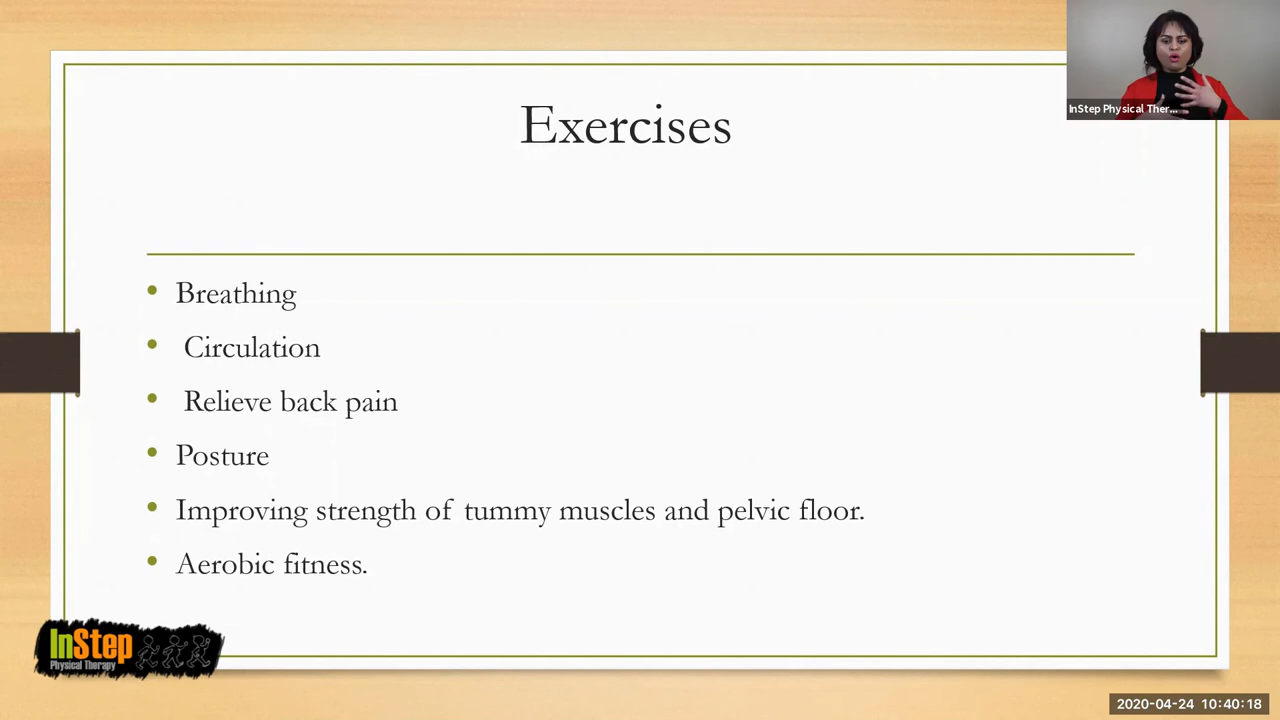 InStep Physical Ther...
Exercises
• Breathing
• Circulation
• Relieve back pain
• Posture
• Improving strength of tummy muscles and pelvic floor.
• Aerobic fitness.
InStep
Physical Therapy
2020-04-24 10:40:18